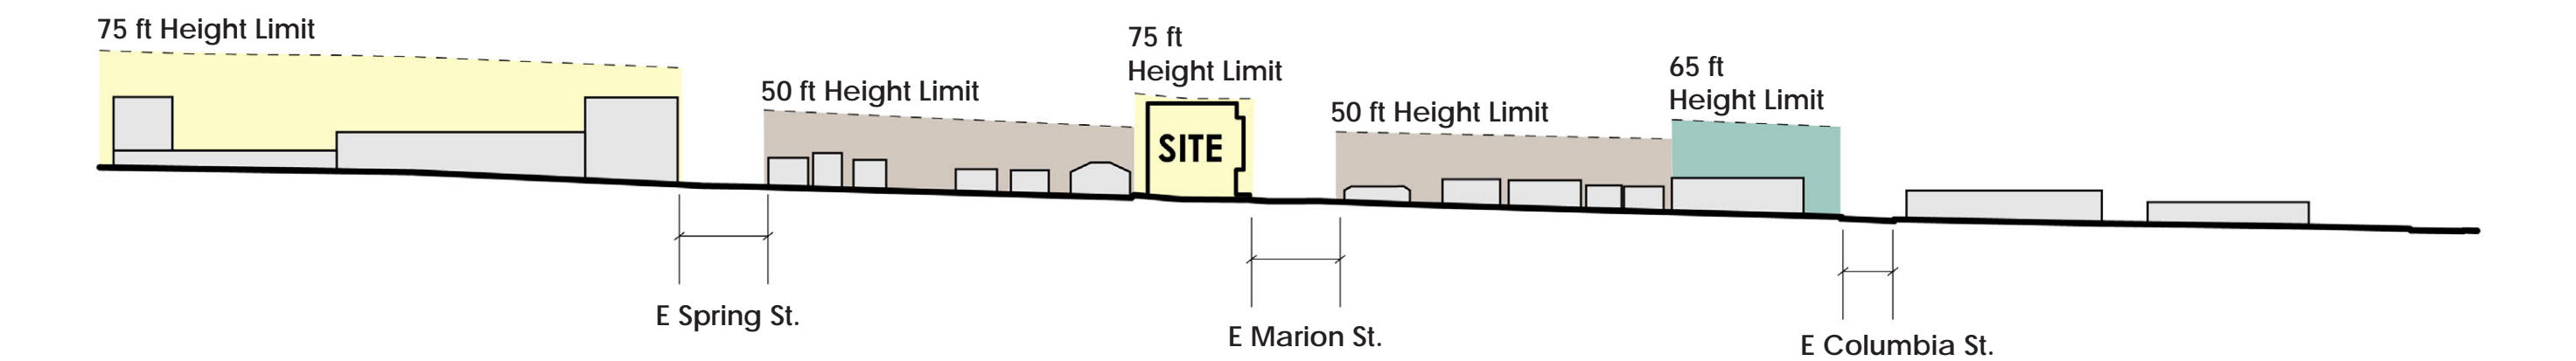 75 ft Height Limit
50 ft Height Limit
75 ft
Height Limit
SITE
50 ft Height Limit
65 ft
Height Limit
E Spring St.
E Marion St.
E Columbia St.